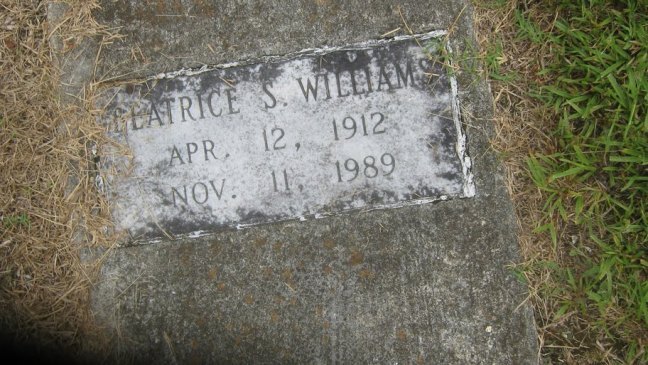 BEATRICE S. WILLIAMS
APR. 12, 1912
NOV. 11, 1989